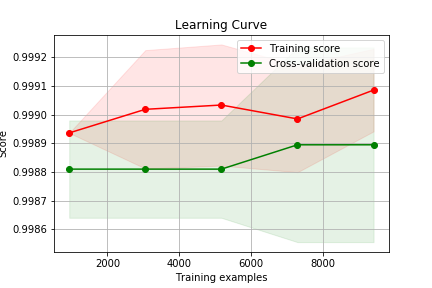 Learning Curve
Training score
Cross-validation score
0.9992
0.9991
0.9990
0.9989
0.9988
0.9987
0.9986
Score
2000
4000
6000
8000
Training examples